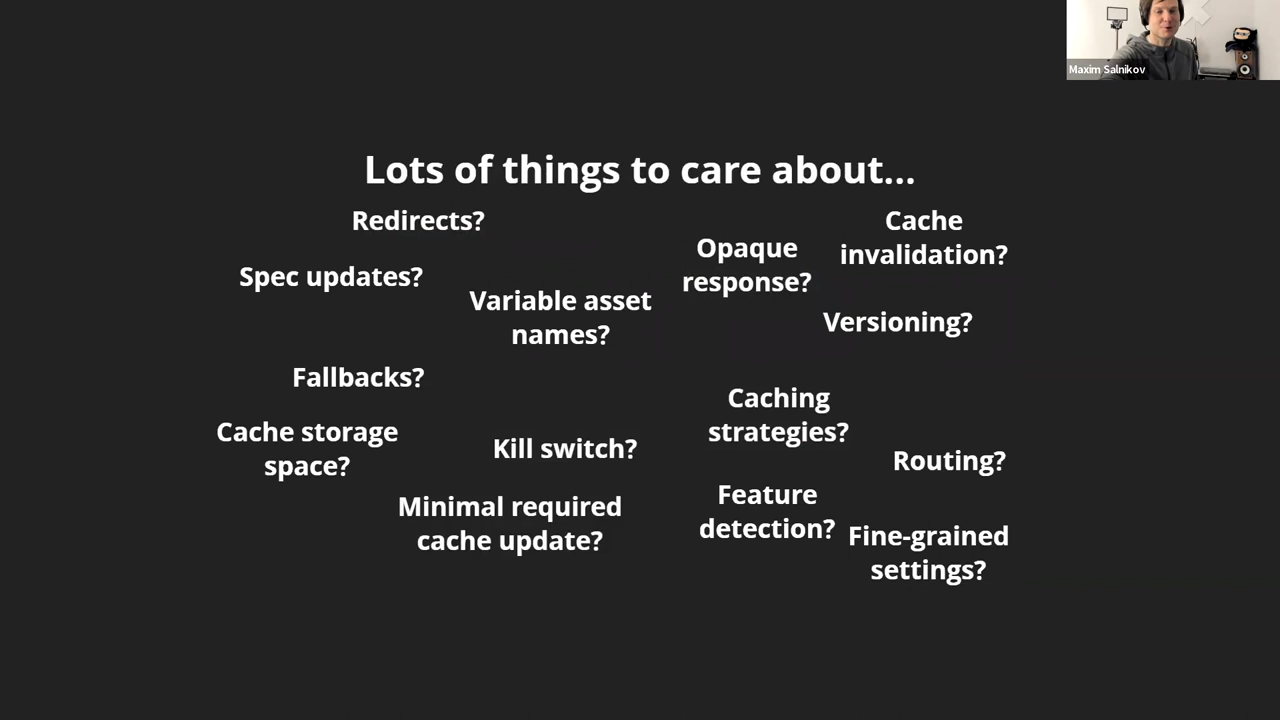 Maxim Salnikov
Lots of things to care about...
Redirects?
Cache
invalidation?
Opaque
response?
Spec updates?
Variable asset
names?
Versioning?
Fallbacks?
Caching
strategies?
Cache storage
space?
Kill switch?
Routing?
Minimal required
cache update?
Feature
detection?
Fine-grained
settings?